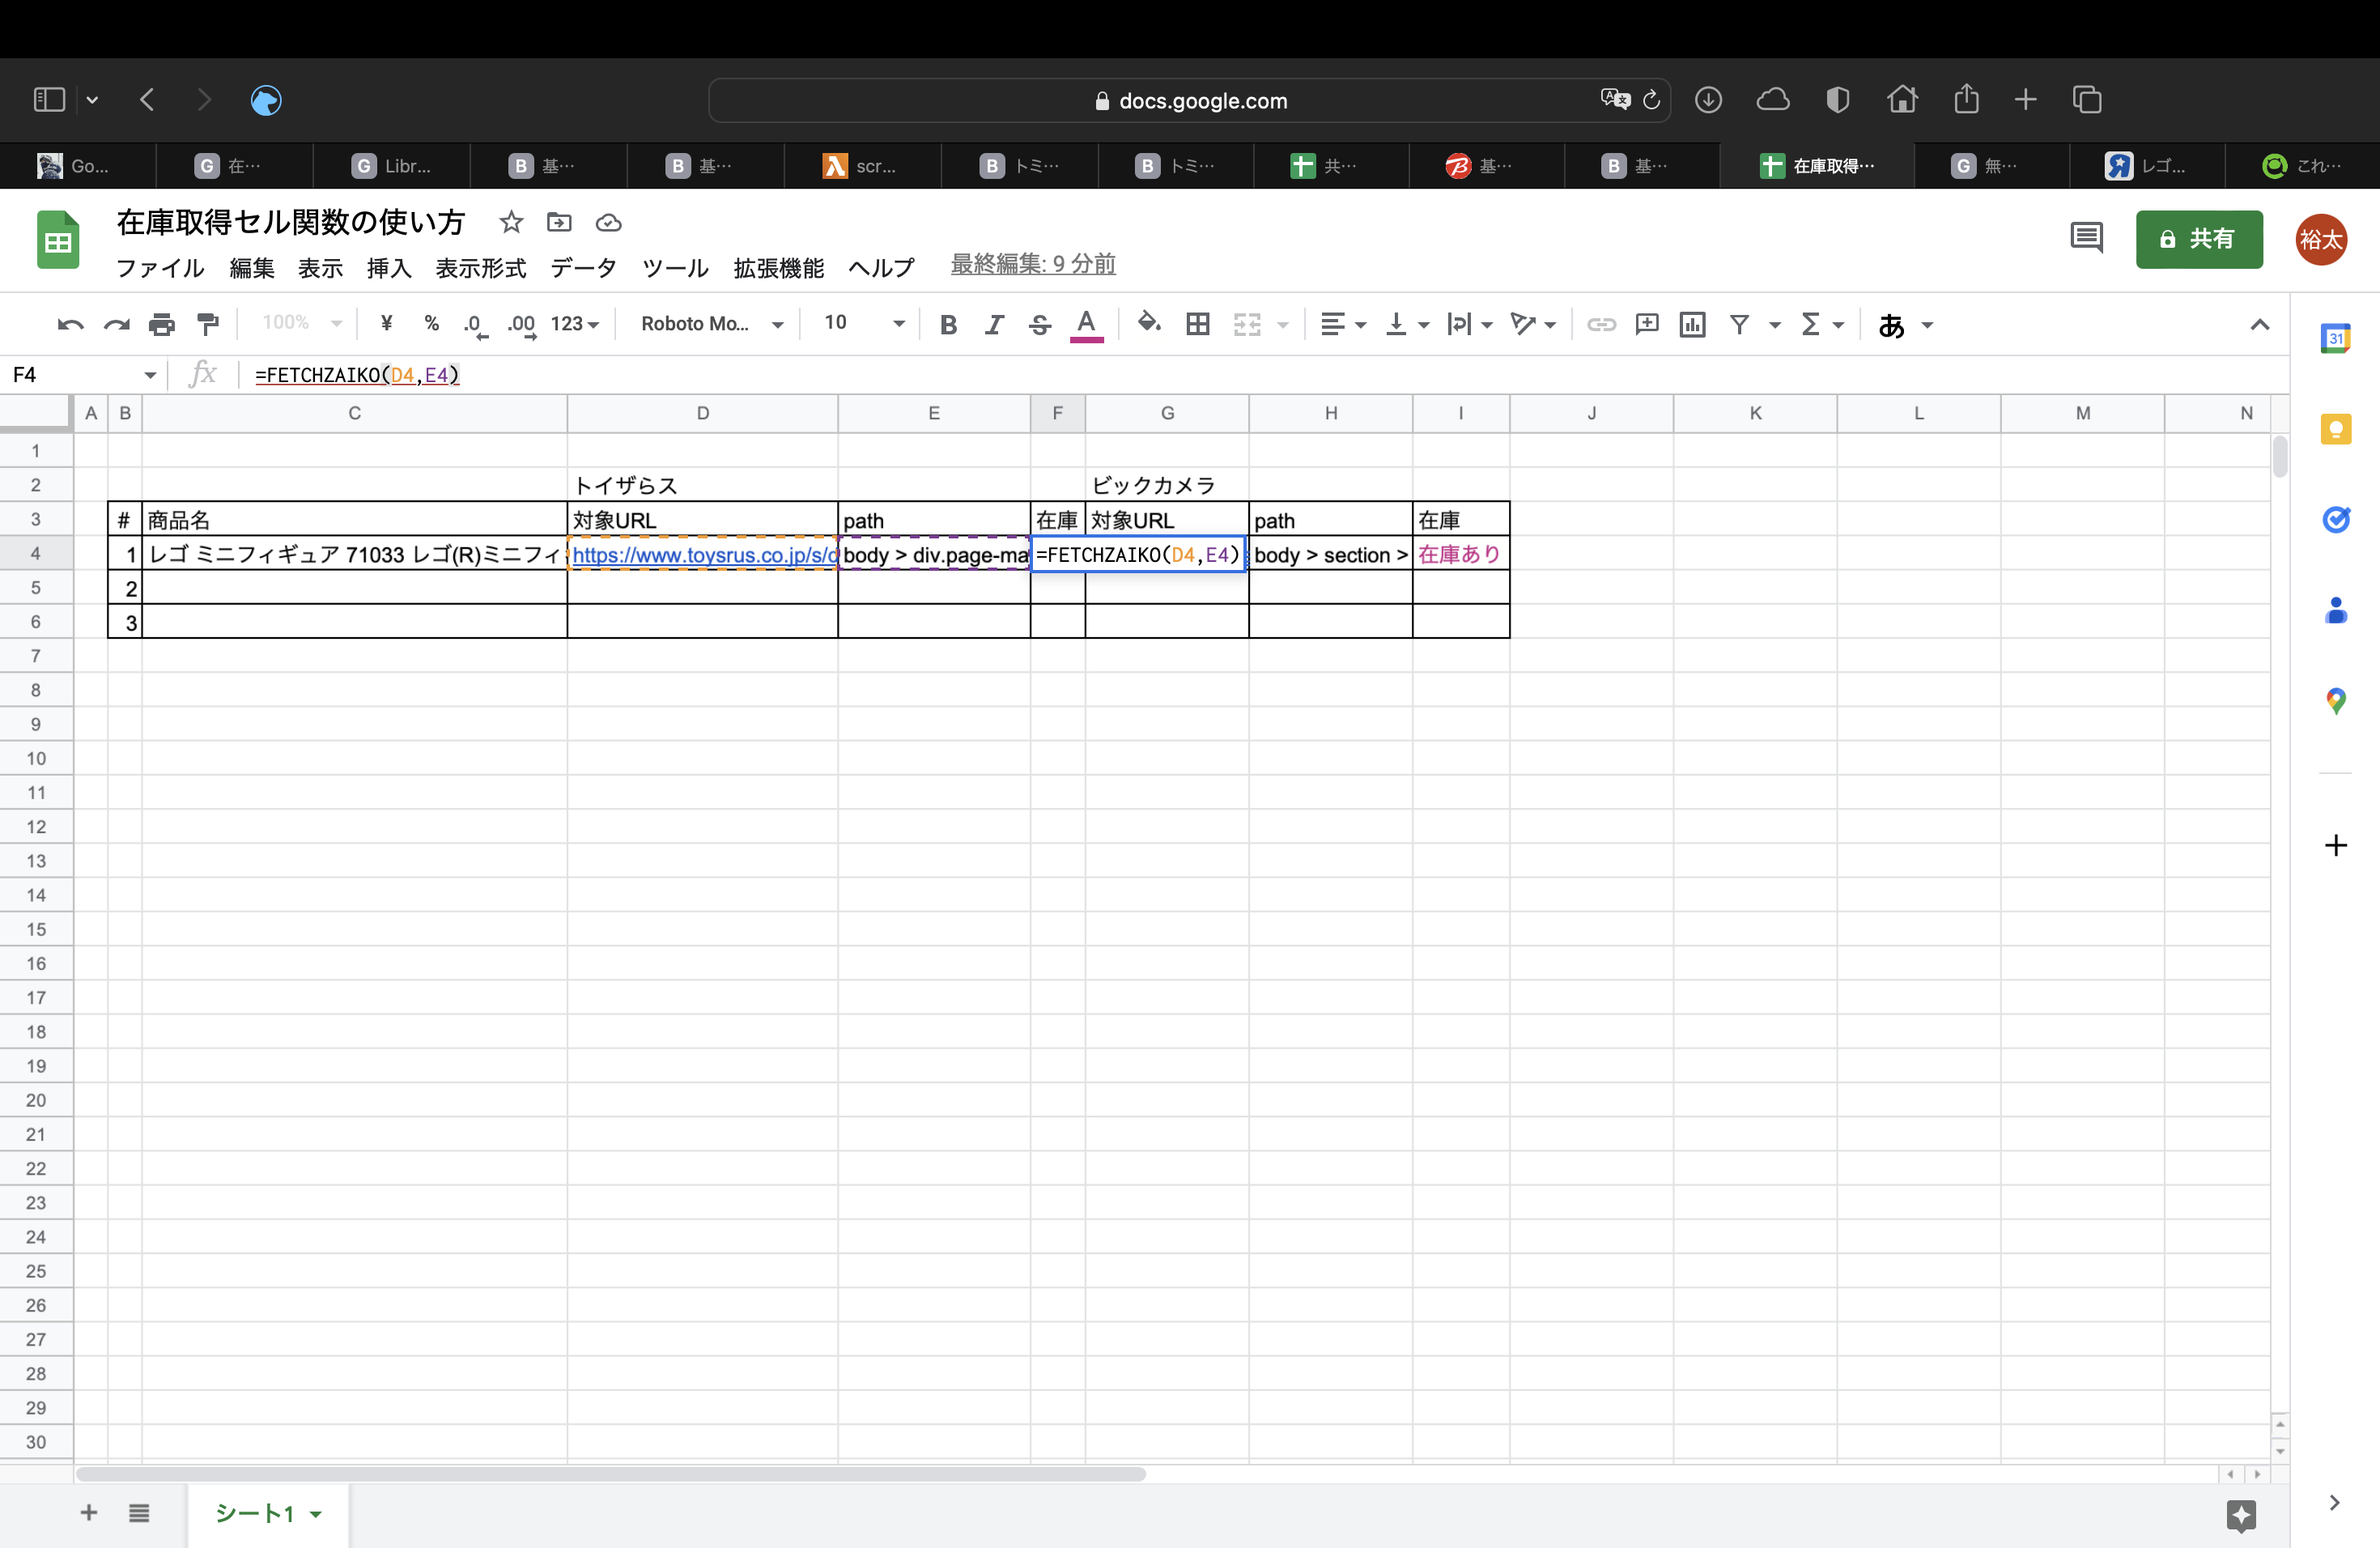 docs.google.com
Go...
在…
Libr...
基…
基…
scr...
トミ…
トミ…
共…
基…
基…
在庫取得…
無…
レゴ...
これ…
在庫取得セル関数の使い方
共有
裕太
ファイル 編集 表示 挿入 表示形式 データ ツール 拡張機能 ヘルプ 最終編集: 9 分前
100% ¥ % .0 .00 123 Roboto Mo... 10 B I S A あ
31
F4 fx =FETCHZAIKO(D4,E4)
A B C D E F G H I J K L M N
1
2 トイザらス ビックカメラ
3 # 商品名 対象URL path 在庫 対象URL path 在庫
4 1 レゴ ミニフィギュア 71033 レゴ(R)ミニフィ https://www.toysrus.co.jp/s/d body > div.page-ma =FETCHZAIKO(D4,E4) body > section > 在庫あり
5 2
6 3
7
8
9
10
11
12
13
14
15
16
17
18
19
20
21
22
23
24
25
26
27
28
29
30
シート1